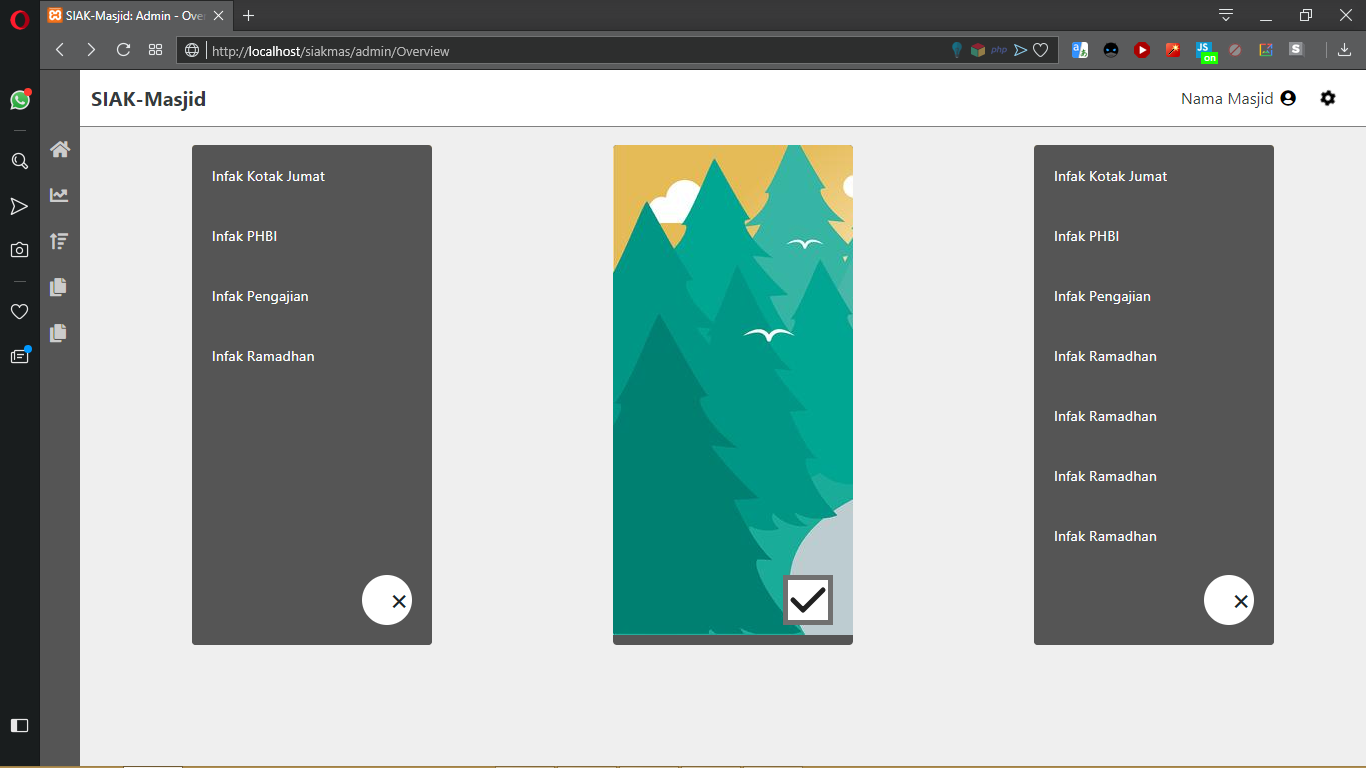 SIAK-Masjid: Admin - Ove
http://localhost/siakmas/admin/Overview
php
JS
on
S
SIAK-Masjid
Nama Masjid
Infak Kotak Jumat
Infak PHBI
Infak Pengajian
Infak Ramadhan
Infak Kotak Jumat
Infak PHBI
Infak Pengajian
Infak Ramadhan
Infak Ramadhan
Infak Ramadhan
Infak Ramadhan